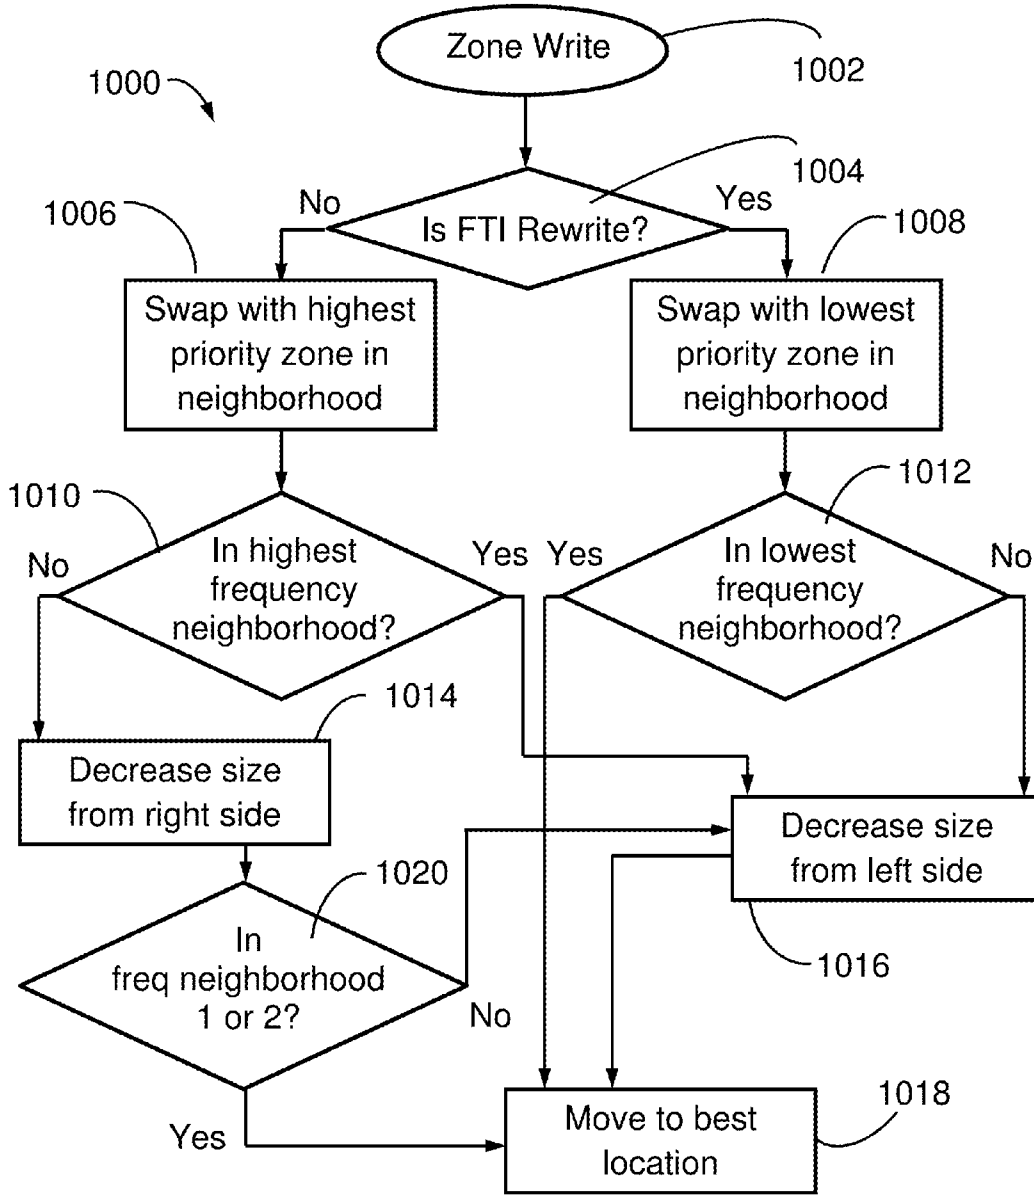 Zone Write
1002
1000
1004
No
Yes
1006
Is FTI Rewrite?
1008
Swap with highest
priority zone in
neighborhood
Swap with lowest
priority zone in
neighborhood
1010
1012
No
In highest
frequency
neighborhood?
Yes
Yes
In lowest
frequency
neighborhood?
No
1014
Decrease size
from right side
Decrease size
from left side
1020
In
freq neighborhood
1 or 2?
1016
No
Yes
Move to best
location
1018